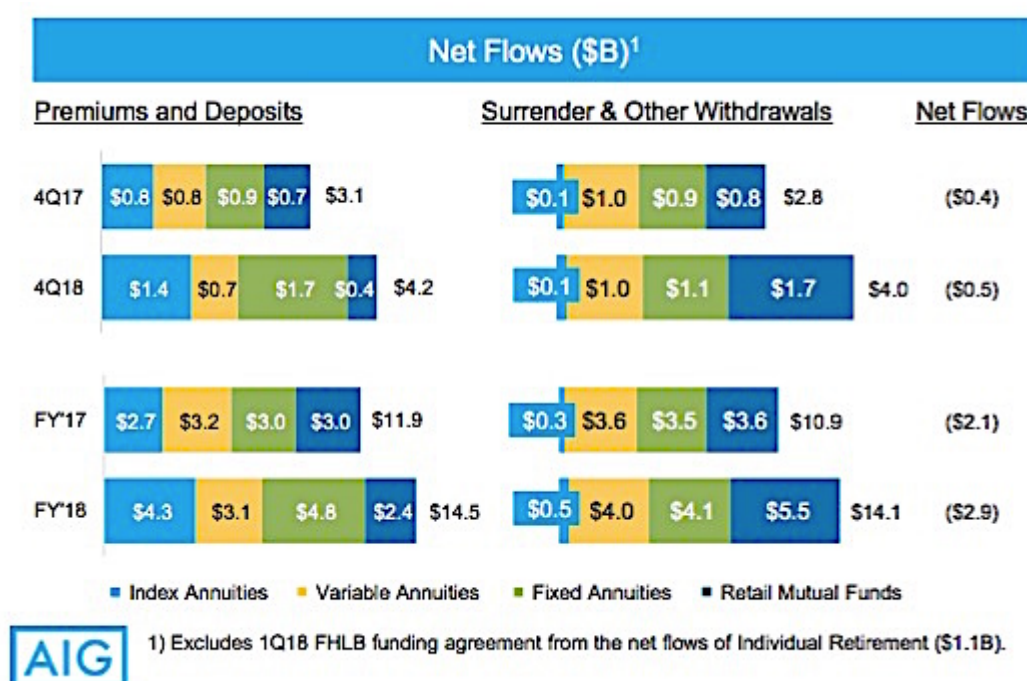 Net Flows ($B)1
Premiums and Deposits Surrender & Other Withdrawals Net Flows
4Q17 $0.8 $0.8 $0.9 $0.7 $3.1 $0.1 $1.0 $0.9 $0.8 $2.8 ($0.4)
4Q18 $1.4 $0.7 $1.7 $0.4 $4.2 $0.1 $1.0 $1.1 $1.7 $4.0 ($0.5)
FY'17 $2.7 $3.2 $3.0 $3.0 $11.9 $0.3 $3.6 $3.5 $3.6 $10.9 ($2.1)
FY'18 $4.3 $3.1 $4.8 $2.4 $14.5 $0.5 $4.0 $4.1 $5.5 $14.1 ($2.9)
Index Annuities Variable Annuities Fixed Annuities Retail Mutual Funds
AIG 1) Excludes 1Q18 FHLB funding agreement from the net flows of Individual Retirement ($1.1B).